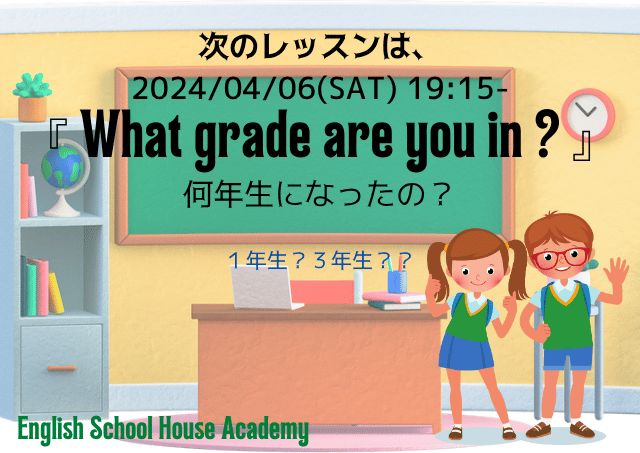 次のレッスンは、
2024/04/06(SAT) 19:15-
『 What grade are you in ? 』
何年生になったの？
１年生？３年生？？
English School House Academy